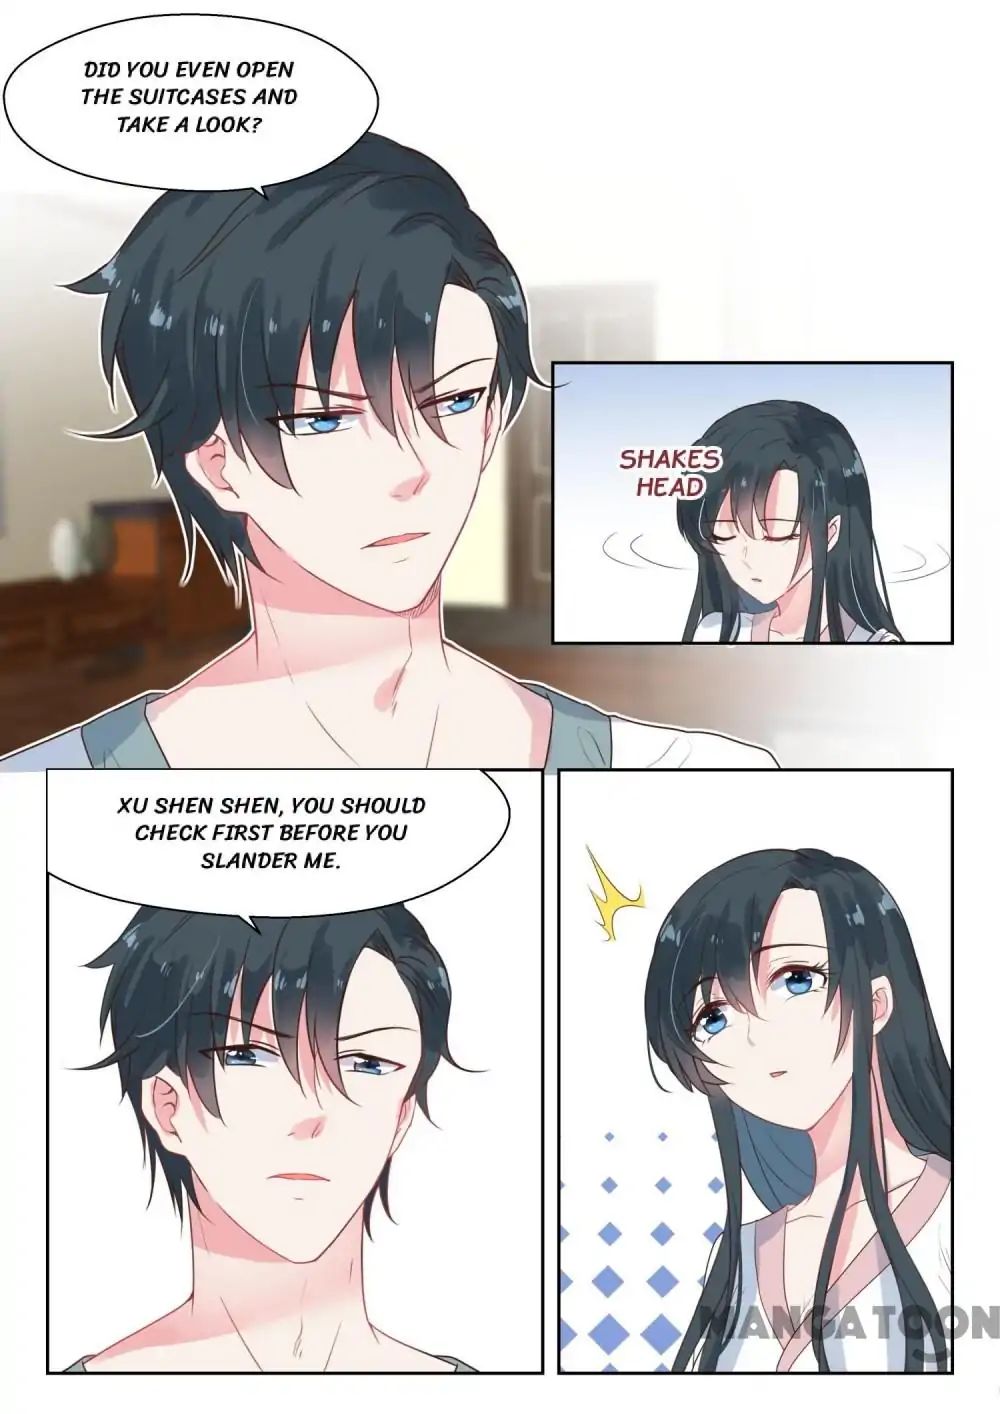 DID YOU EVEN OPEN
THE SUITCASES AND
TAKE A LOOK?
SHAKES
HEAD
XU SHEN SHEN, YOU SHOULD
CHECK FIRST BEFORE YOU
SLANDER ME.
MANGATOON